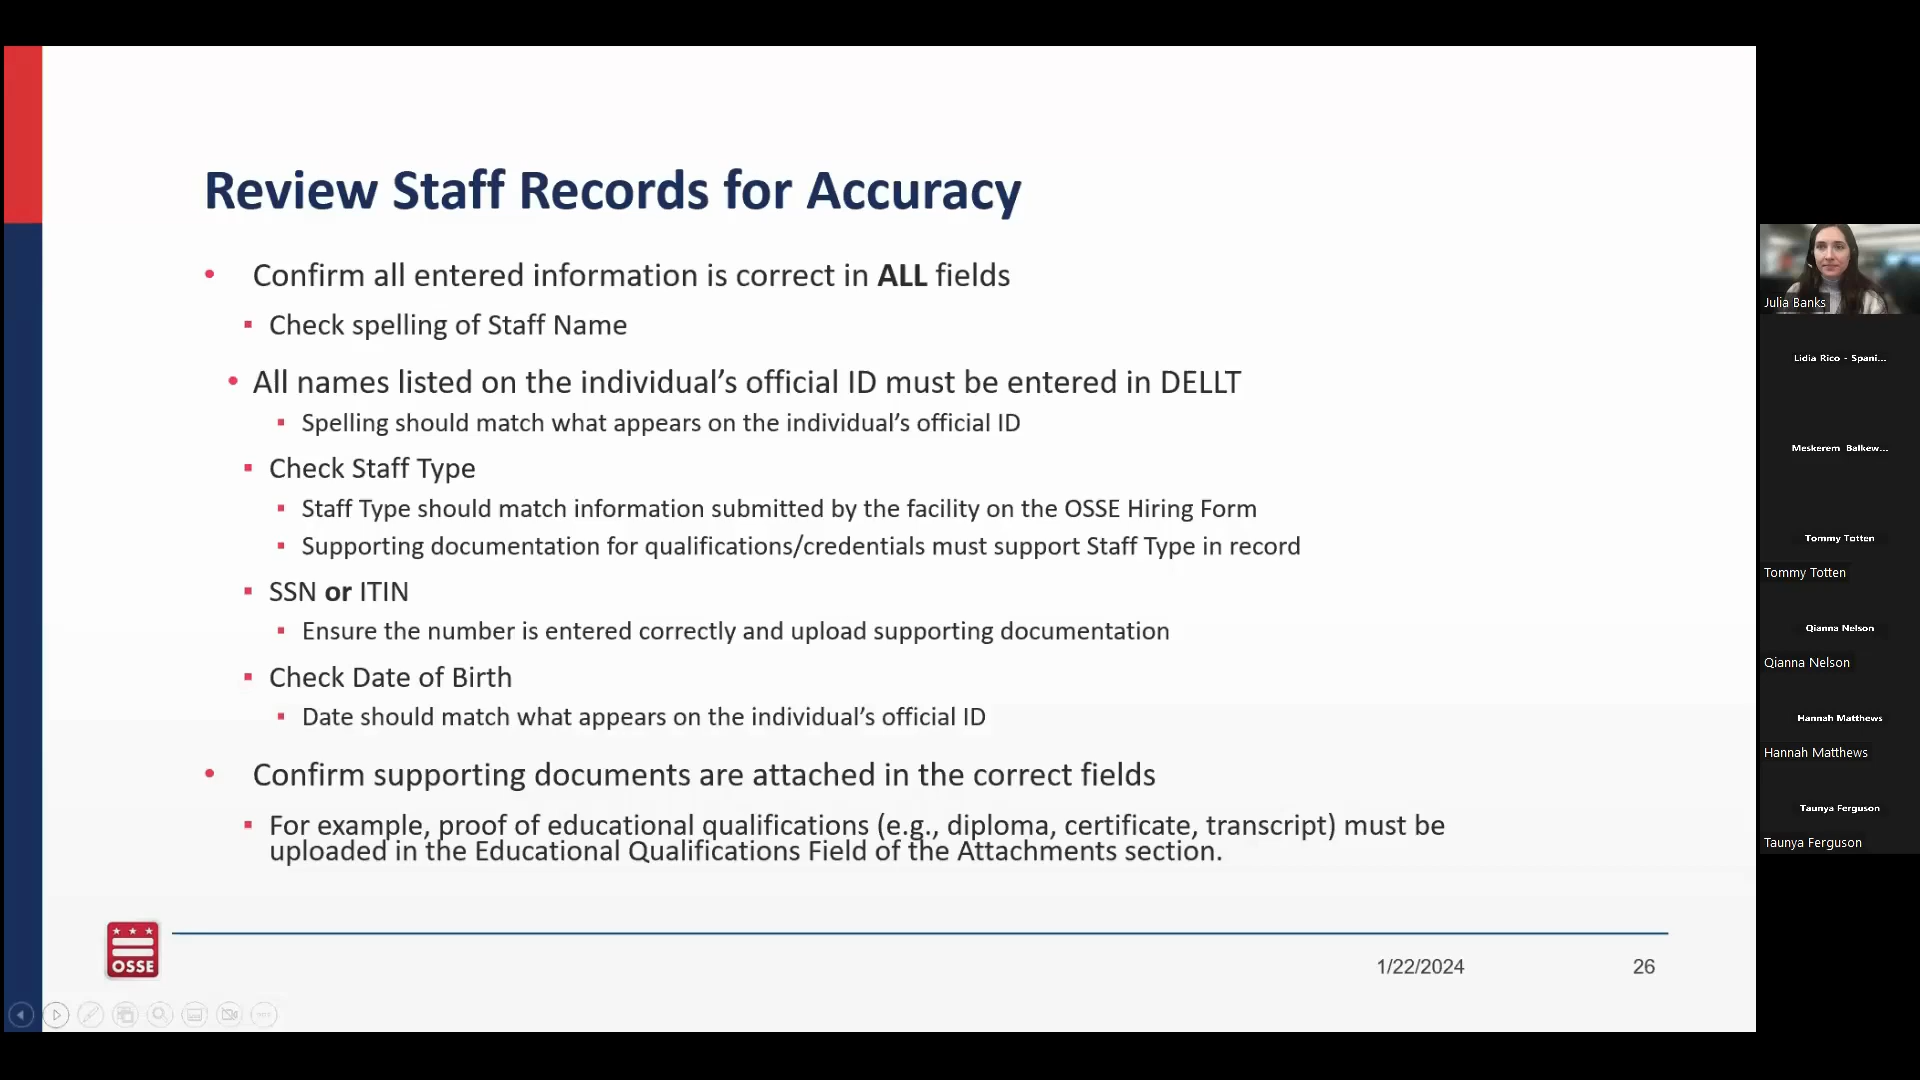 Review Staff Records for Accuracy
Confirm all entered information is correct in ALL fields
Check spelling of Staff Name
All names listed on the individual’s official ID must be entered in DELLT
Spelling should match what appears on the individual’s official ID
Check Staff Type
Staff Type should match information submitted by the facility on the OSSE Hiring Form
Supporting documentation for qualifications/credentials must support Staff Type in record
SSN or ITIN
Ensure the number is entered correctly and upload supporting documentation
Check Date of Birth
Date should match what appears on the individual’s official ID
Confirm supporting documents are attached in the correct fields
For example, proof of educational qualifications (e.g., diploma, certificate, transcript) must be
uploaded in the Educational Qualifications Field of the Attachments section.
OSSE
1/22/2024
26
Julia Banks
Lidia Rico - Spani...
Meskerem Balkew...
Tommy Totten
Tommy Totten
Qianna Nelson
Qianna Nelson
Hannah Matthews
Hannah Matthews
Taunya Ferguson
Taunya Ferguson